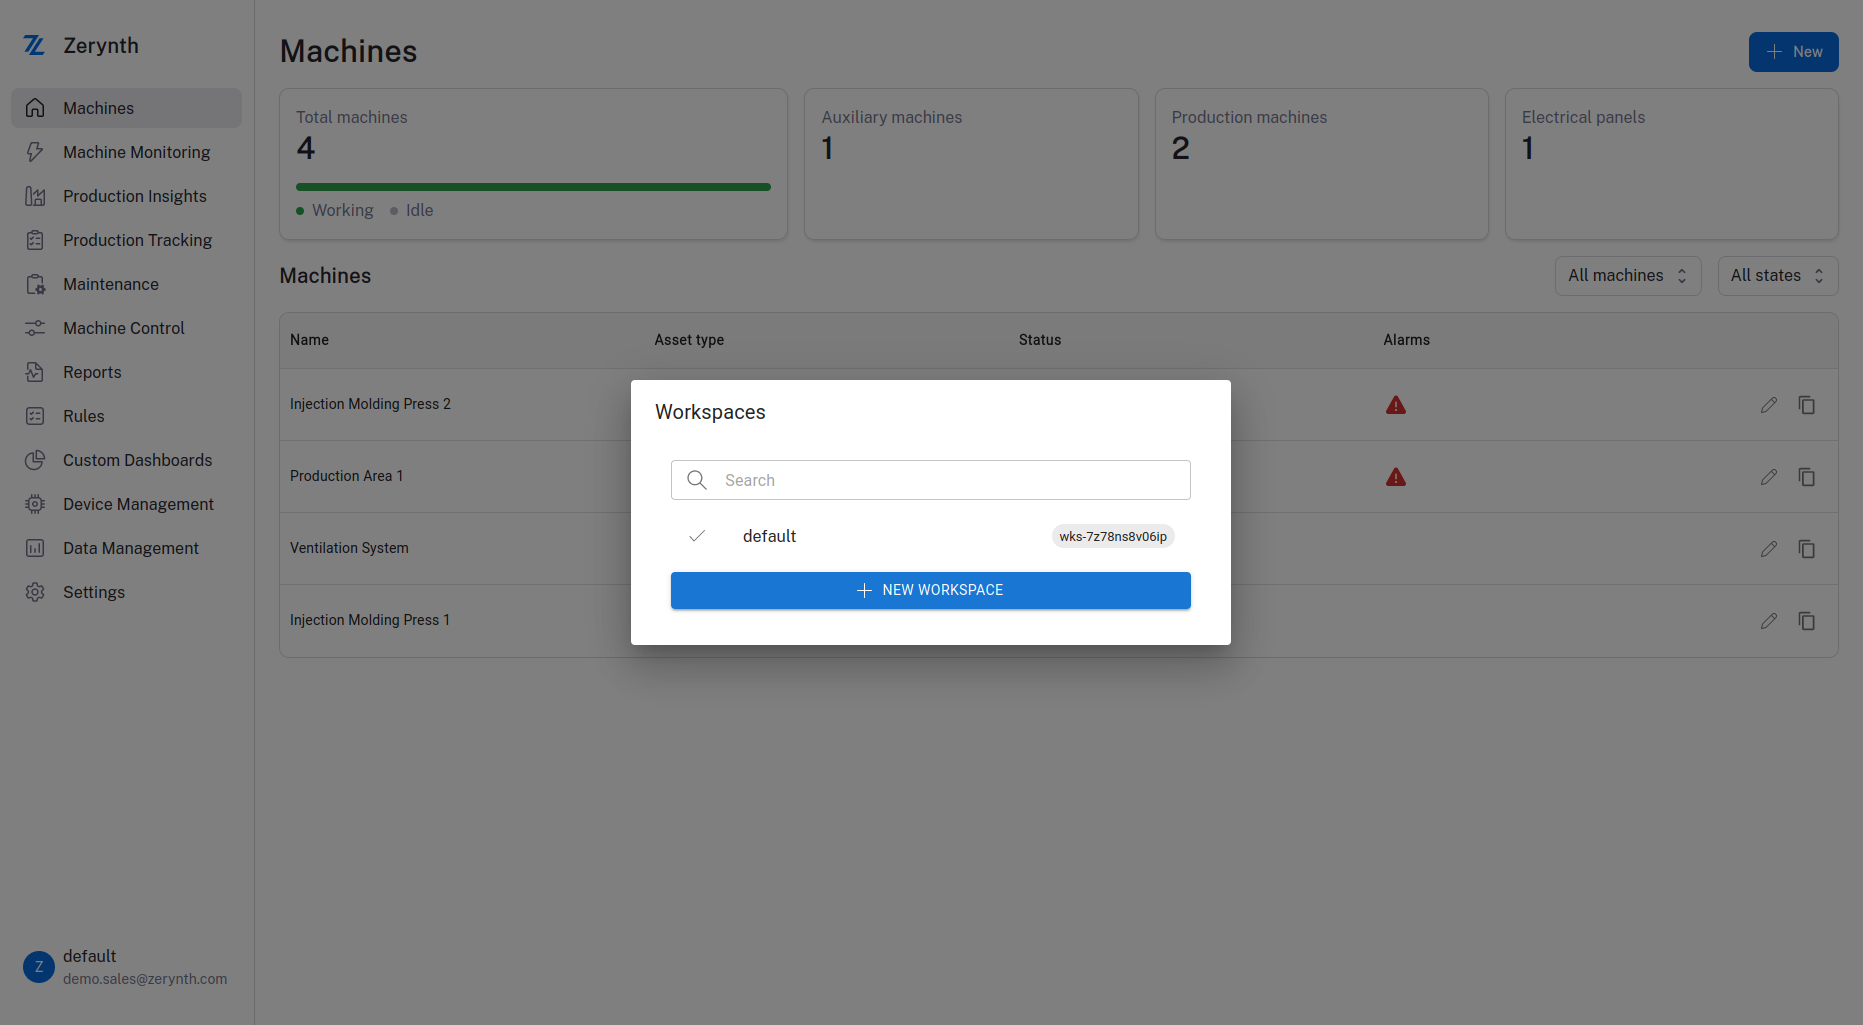 Zerynth
Machines
Machine Monitoring
Production Insights
Production Tracking
Maintenance
Machine Control
Reports
Rules
Custom Dashboards
Device Management
Data Management
Settings
Z
default
demo.sales@zerynth.com
Machines
New
Total machines
4
Working
Idle
Auxiliary machines
1
Production machines
2
Electrical panels
1
Machines
All machines
All states
Name Asset type Status Alarms
Injection Molding Press 2
Production Area 1
Ventilation System
Injection Molding Press 1
Workspaces
Search
default wks-7z78ns8v06ip
NEW WORKSPACE